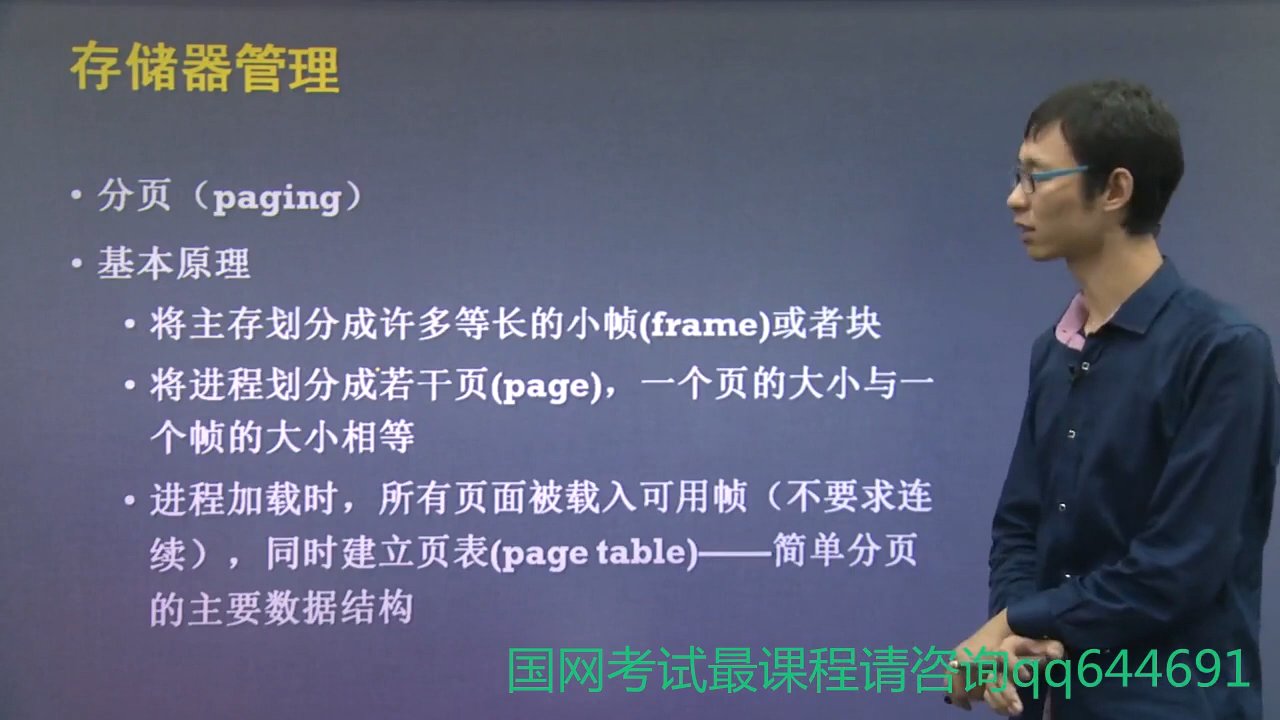 存储器管理
• 分页（paging）
• 基本原理
• 将主存划分成许多等长的小帧(frame)或者块
• 将进程划分成若干页(page)，一个页的大小与一
个帧的大小相等
• 进程加载时，所有页面被载入可用帧（不要求连
续），同时建立页表(page table)——简单分页
的主要数据结构
国网考试最课程请咨询qq644691